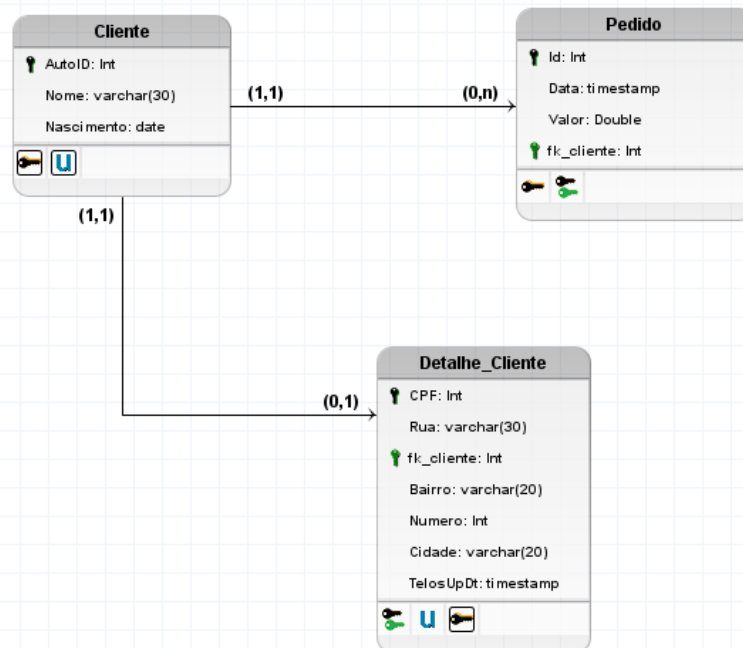 Cliente
AutoID: Int
Nome: varchar(30)
Nascimento: date
U
(1,1)
(0,n)
Pedido
Id: Int
Data: timestamp
Valor: Double
fk_cliente: Int
(1,1)
(0,1)
Detalhe_Cliente
CPF: Int
Rua: varchar(30)
fk_cliente: Int
Bairro: varchar(20)
Numero: Int
Cidade: varchar(20)
TelosUpDt: timestamp
U